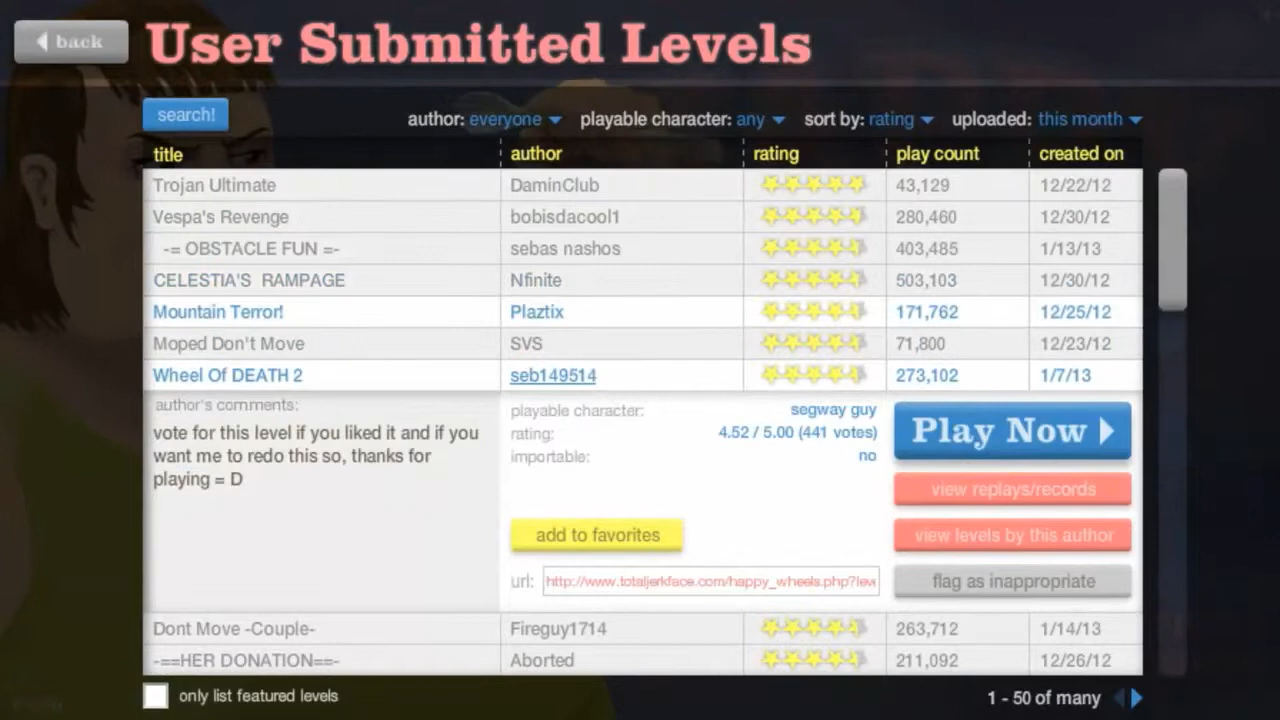 back
User Submitted Levels
search!
author: everyone playable character: any sort by: rating uploaded: this month
title author rating play count created on
Trojan Ultimate DaminClub 43,129 12/22/12
Vespa's Revenge bobisdacool1 280,460 12/30/12
-= OBSTACLE FUN =- sebas nashos 403,485 1/13/13
CELESTIA'S RAMPAGE Nfinite 503,103 12/30/12
Mountain Terror! Plaztix 171,762 12/25/12
Moped Don't Move SVS 71,800 12/23/12
Wheel Of DEATH 2 seb149514 273,102 1/7/13
author's comments:
vote for this level if you liked it and if you
want me to redo this so, thanks for
playing = D
playable character: segway guy
rating: 4.52 / 5.00 (441 votes)
importable: no
add to favorites
url: http://www.totaljerkface.com/happy_wheels.php?leve
Play Now
view replays/records
view levels by this author
flag as inappropriate
Dont Move -Couple- Fireguy1714 263,712 1/14/13
-==HER DONATION==- Aborted 211,092 12/26/12
only list featured levels
1 - 50 of many